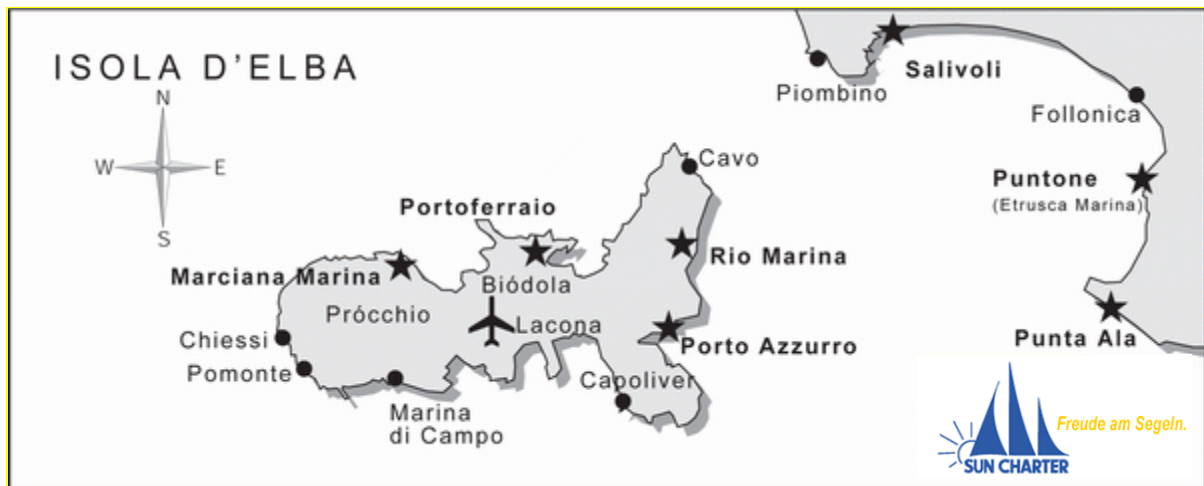 ISOLA D'ELBA
N
W
E
S
Piombino
Salivoli
Follonica
Puntone
(Etrusca Marina)
Punta Ala
Cavo
Portoferraio
Rio Marina
Marciana Marina
Biódola
Prócchio
Lacona
Chiessi
Porto Azzurro
Pomonte
Capoliver
Marina
di Campo
Freude am Segeln.
SUN CHARTER